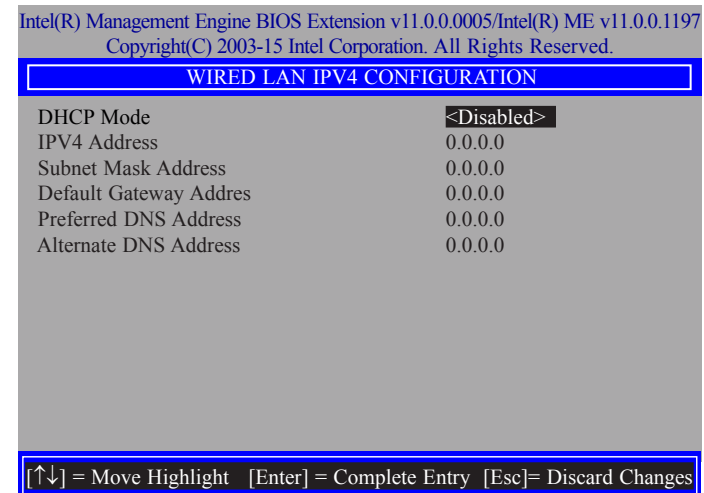 Intel(R) Management Engine BIOS Extension v11.0.0.0005/Intel(R) ME v11.0.0.1197
Copyright(C) 2003-15 Intel Corporation. All Rights Reserved.
WIRED LAN IPV4 CONFIGURATION
DHCP Mode <Disabled>
IPV4 Address 0.0.0.0
Subnet Mask Address 0.0.0.0
Default Gateway Addres 0.0.0.0
Preferred DNS Address 0.0.0.0
Alternate DNS Address 0.0.0.0
[↑↓] = Move Highlight [Enter] = Complete Entry [Esc]= Discard Changes